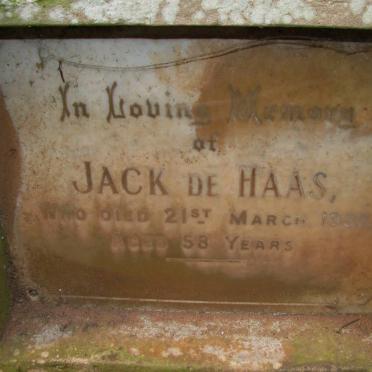 In Loving Memory
of
JACK DE HAAS,
WHO DIED 21ST MARCH
AGED 58 YEARS